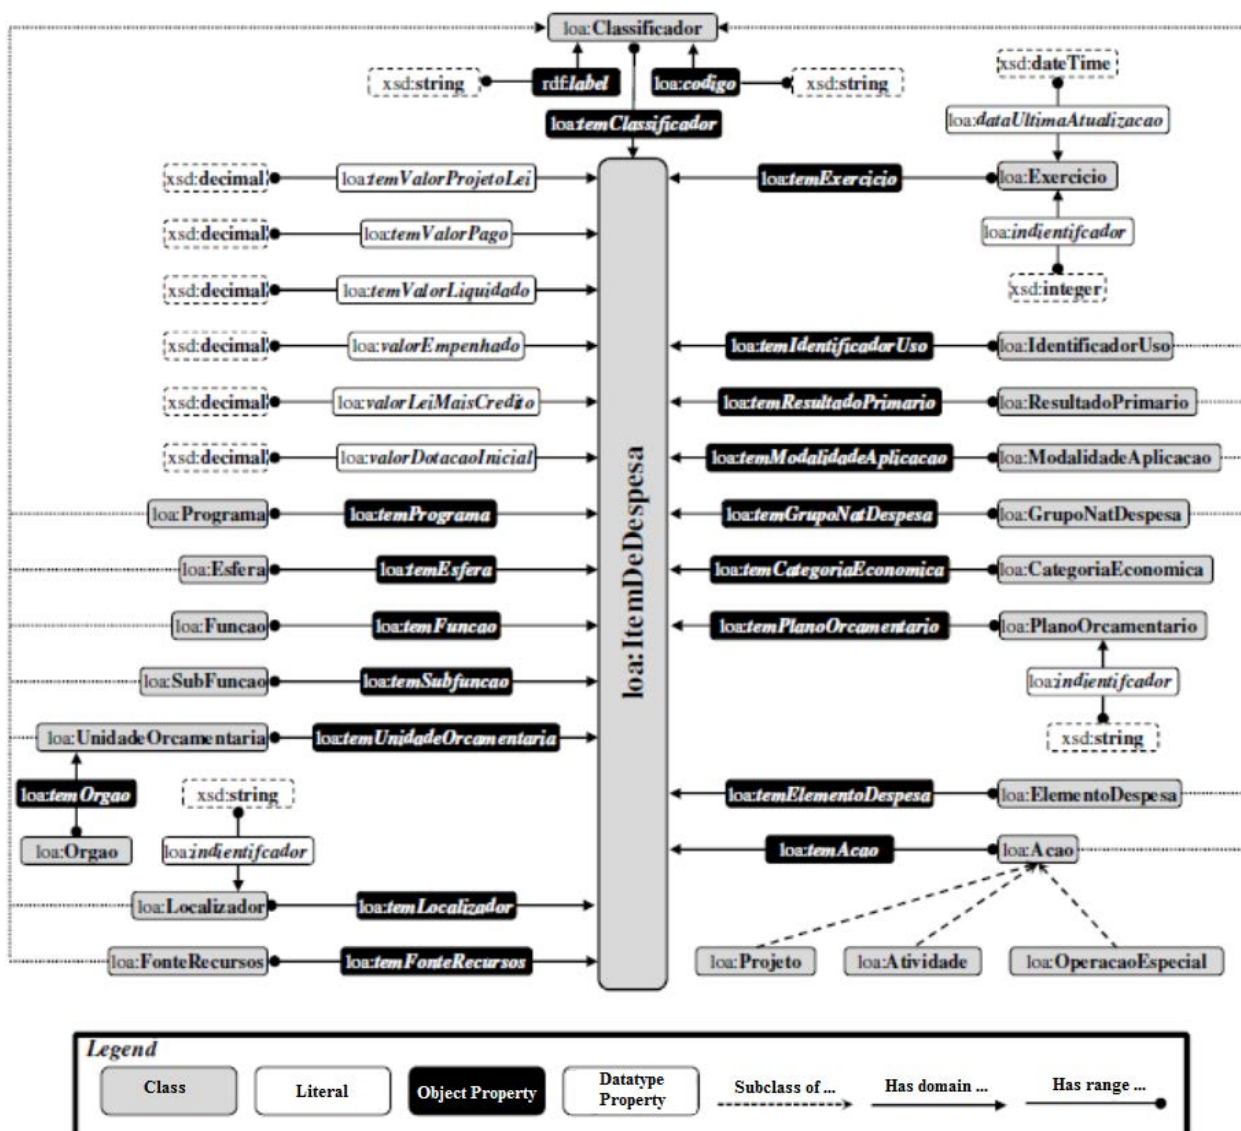 loa:Classificador
xsd:string
rdf:label
loa:codigo
xsd:string
xsd:dateTime
loa:temClassificador
loa:dataUltimaAtualizacao
xsd:decimal
loa:temValorProjetoLei
loa:temExercicio
loa:Exercicio
xsd:decimal
loa:temValorPago
loa:indientifcador
xsd:decimal
loa:temValorLiquidado
xsd:integer
xsd:decimal
loa:valorEmpenhado
loa:temIdentificadorUso
loa:IdentificadorUso
xsd:decimal
loa:valorLeiMaisCredito
loa:temResultadoPrimario
loa:ResultadoPrimario
xsd:decimal
loa:valorDotacaoInicial
loa:temModalidadeAplicacao
loa:ModalidadeAplicacao
loa:ItemDeDespesa
loa:Programa
loa:temPrograma
loa:temGrupoNatDespesa
loa:GrupoNatDespesa
loa:Esfera
loa:temEsfera
loa:temCategoriaEconomica
loa:CategoriaEconomica
loa:Funcao
loa:temFuncao
loa:temPlanoOrcamentario
loa:PlanoOrcamentario
loa:SubFuncao
loa:temSubfuncao
loa:indientifcador
loa:UnidadeOrcamentaria
loa:temUnidadeOrcamentaria
xsd:string
loa:temOrgao
xsd:string
loa:temElementoDespesa
loa:ElementoDespesa
loa:Orgao
loa:indientifcador
loa:temAcao
loa:Acao
loa:Localizador
loa:temLocalizador
loa:FonteRecursos
loa:temFonteRecursos
loa:Projeto
loa:Atividade
loa:OperacaoEspecial
Legend
Class
Literal
Object Property
Datatype
Property
Subclass of ...
Has domain ...
Has range ...